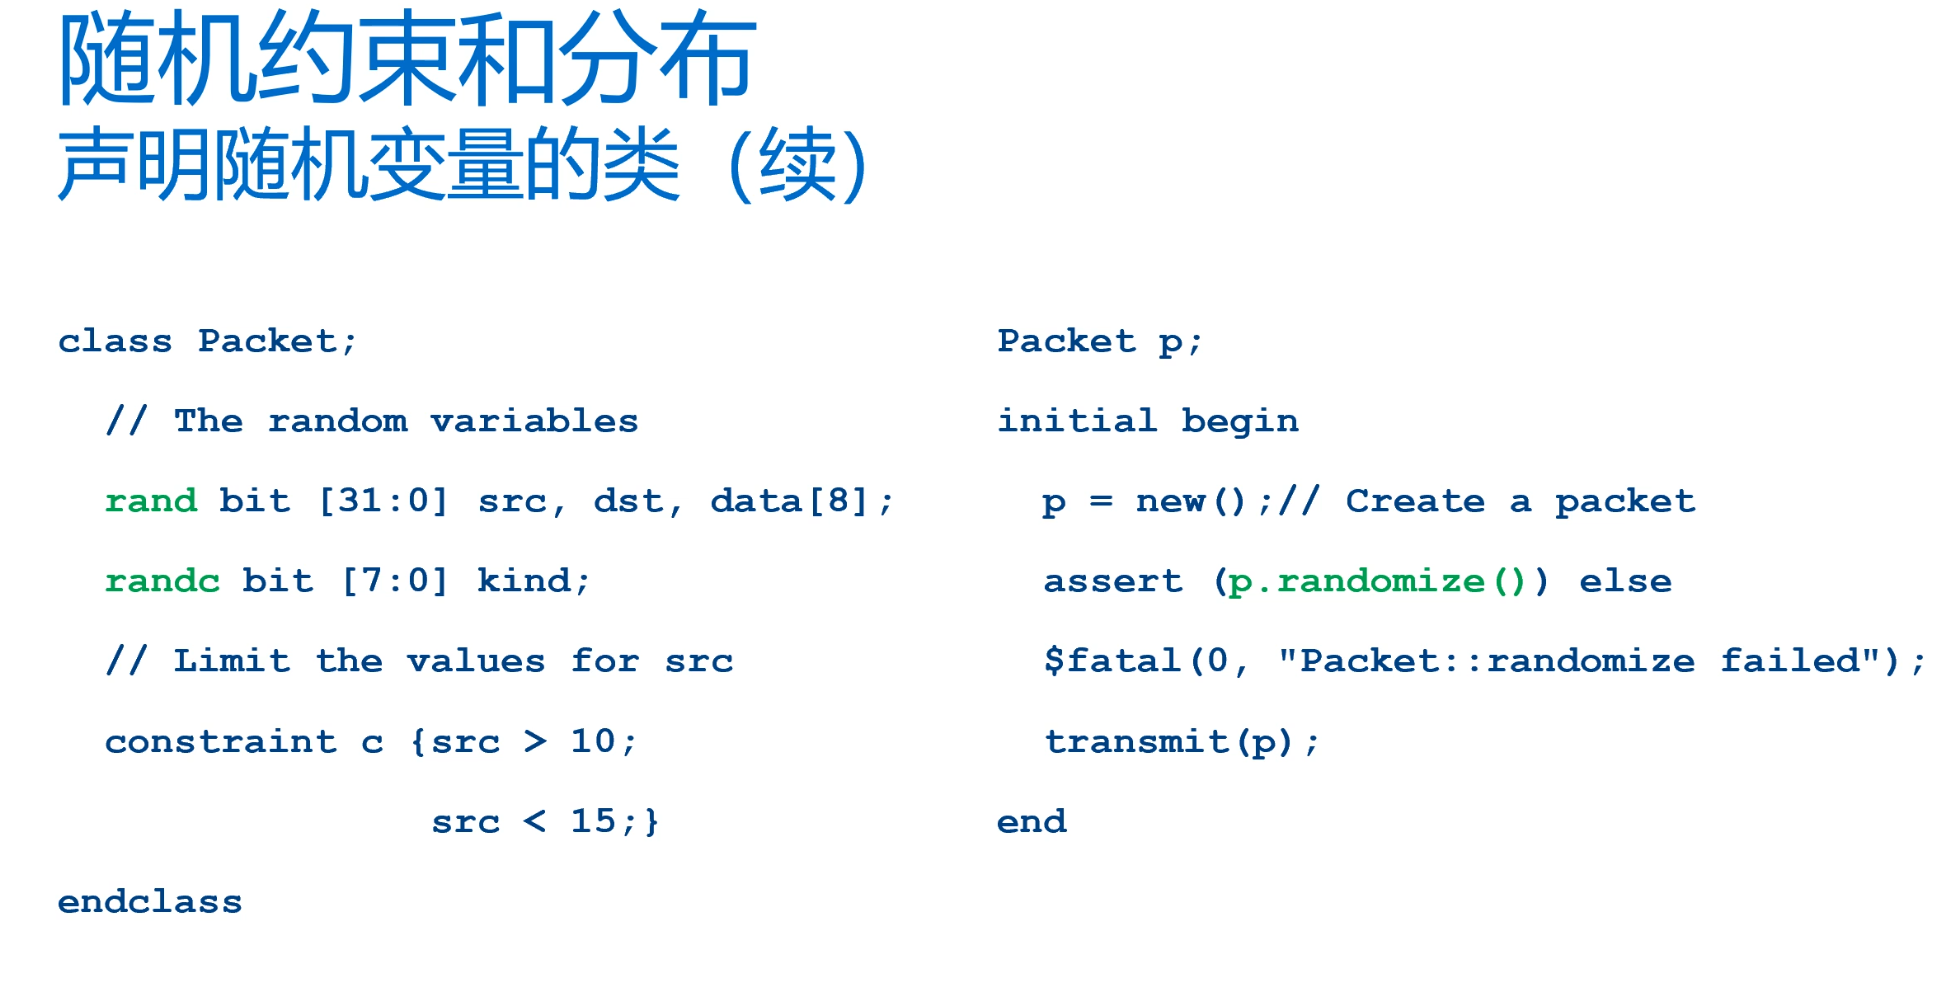 随机约束和分布
声明随机变量的类（续）
class Packet;
// The random variables
rand bit [31:0] src, dst, data[8];
randc bit [7:0] kind;
// Limit the values for src
constraint c {src > 10;
src < 15;}
endclass
Packet p;
initial begin
p = new();// Create a packet
assert (p.randomize()) else
$fatal(0, "Packet::randomize failed");
transmit(p);
end